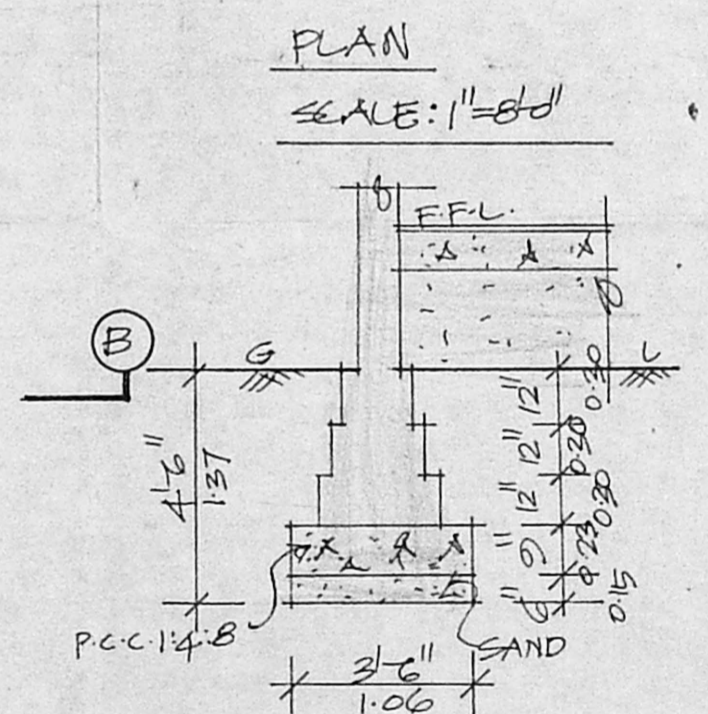 PLAN
SCALE: 1"=8'-0"
F.F.L.
B
G
L
12" 0.30
12" 0.30
12" 0.30
9" 0.23
6" 0.15
4'-6"
1.37
P.C.C. 1:4:8
SAND
3'-6"
1.06